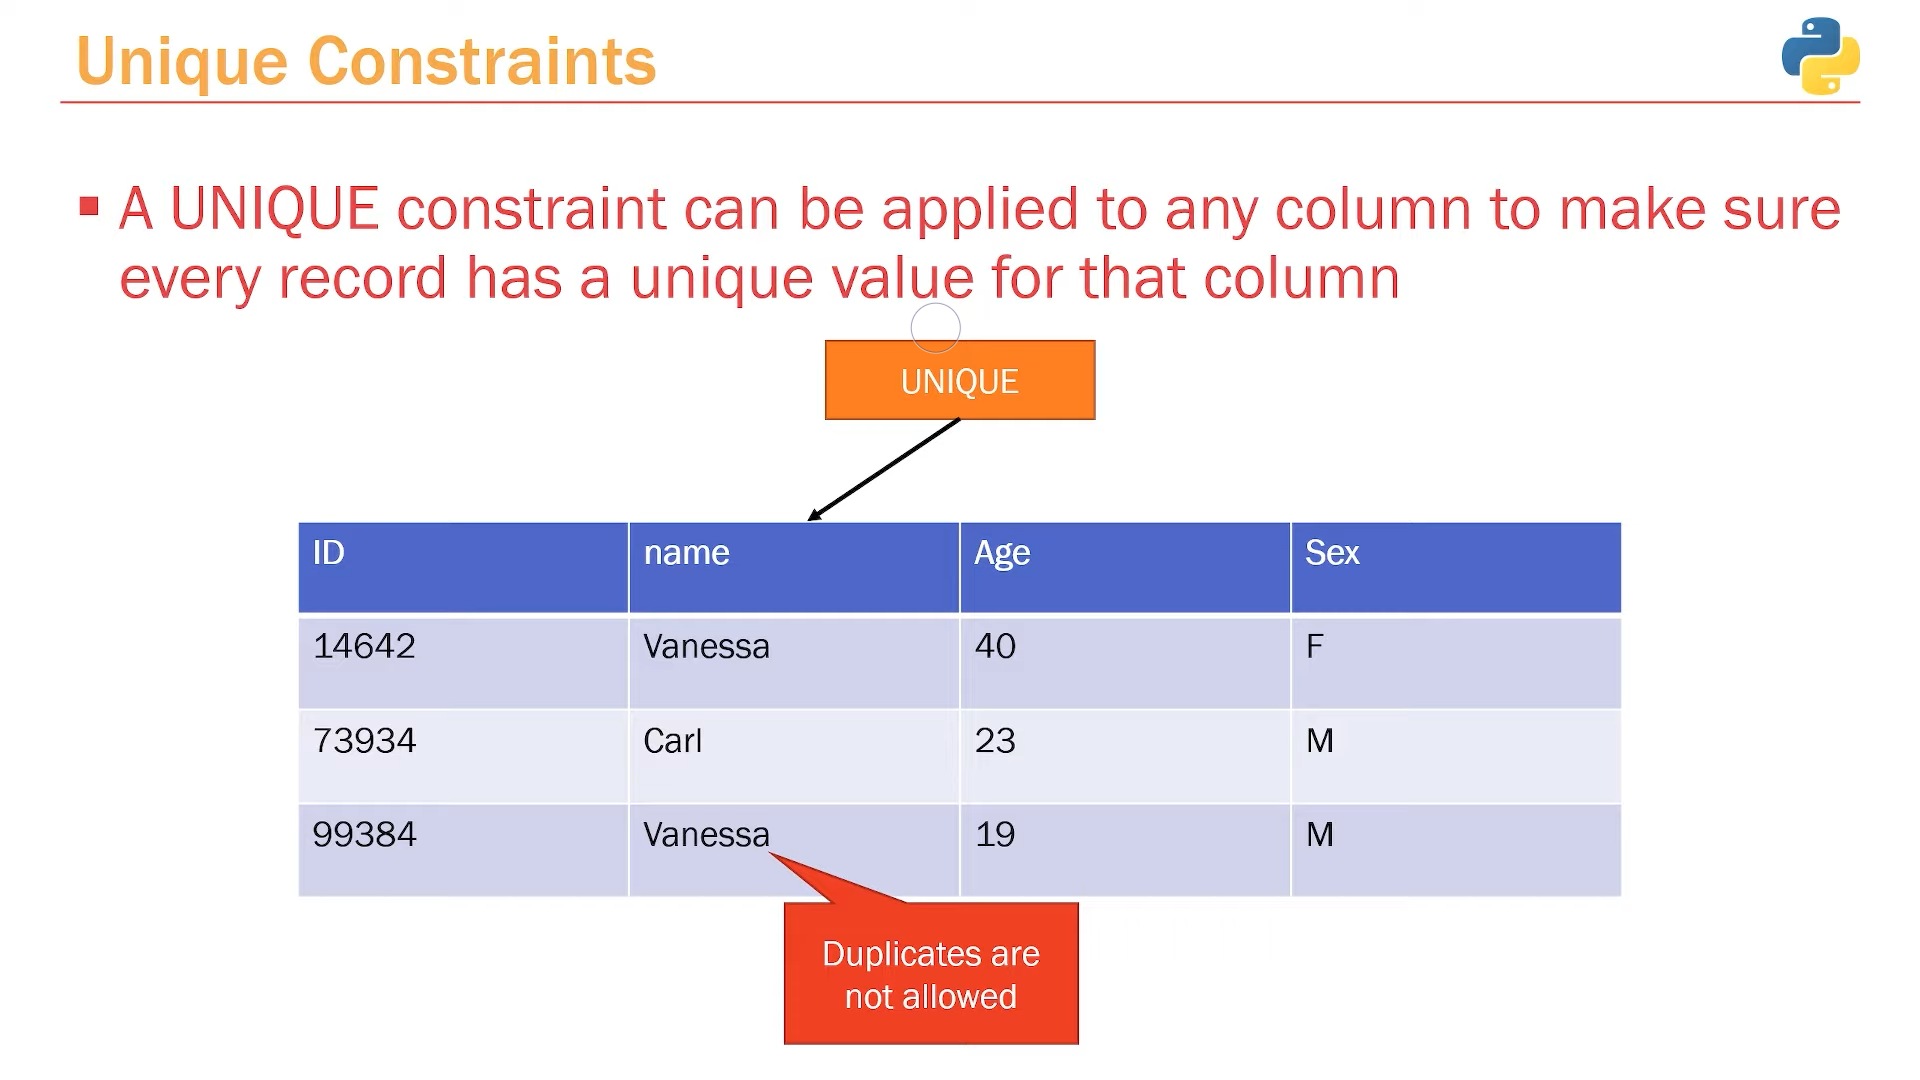 Unique Constraints
A UNIQUE constraint can be applied to any column to make sure
every record has a unique value for that column
UNIQUE
ID name Age Sex
14642 Vanessa 40 F
73934 Carl 23 M
99384 Vanessa 19 M
Duplicates are
not allowed